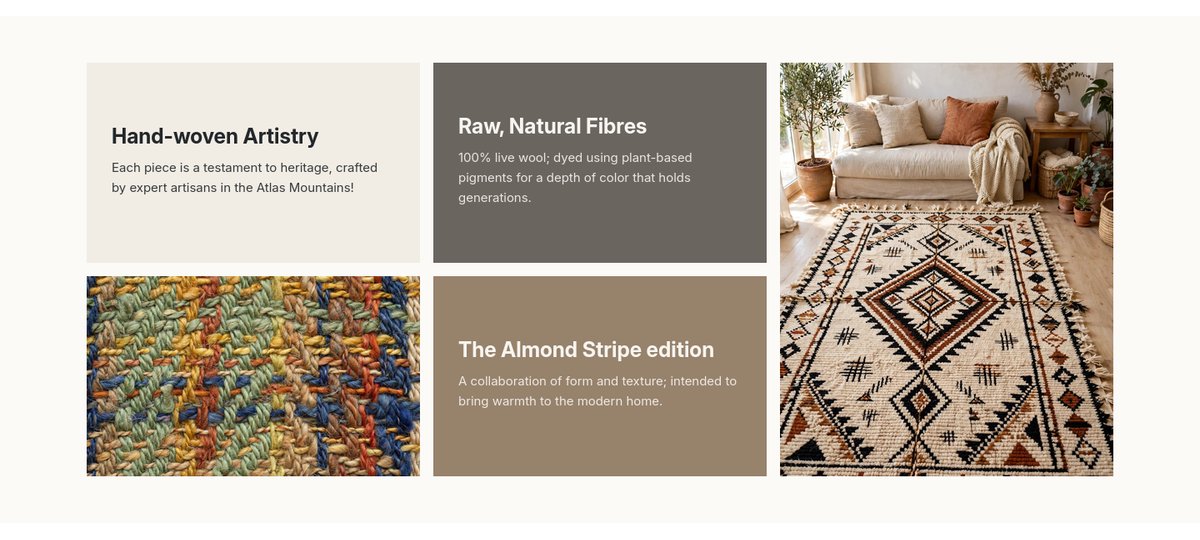 Hand-woven Artistry
Each piece is a testament to heritage, crafted
by expert artisans in the Atlas Mountains!
Raw, Natural Fibres
100% live wool; dyed using plant-based
pigments for a depth of color that holds
generations.
The Almond Stripe edition
A collaboration of form and texture; intended to
bring warmth to the modern home.